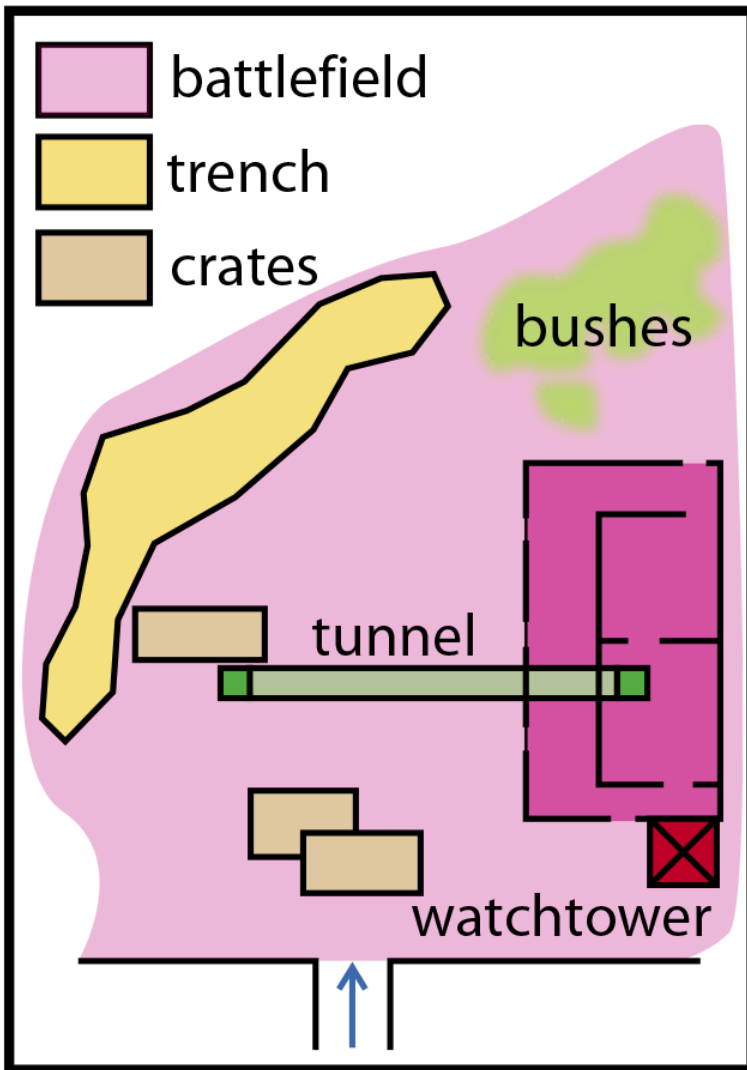 battlefield
trench
crates
bushes
tunnel
watchtower